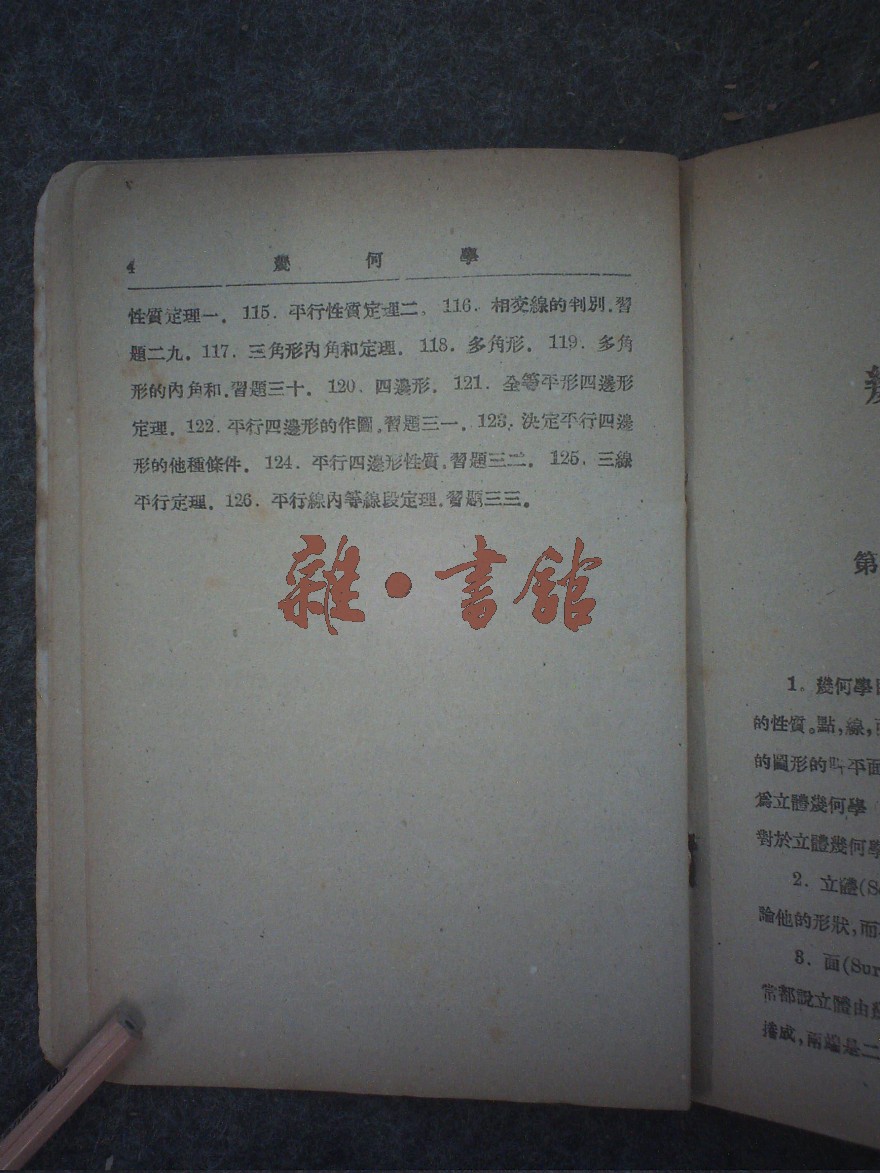 4 幾何學
性質定理一. 115. 平行性質定理二. 116. 相交線的判別. 習
題二九. 117. 三角形內角和定理. 118. 多角形. 119. 多角
形的內角和. 習題三十. 120. 四邊形. 121. 全等平形四邊形
定理. 122. 平行四邊形的作圖. 習題三一. 123. 決定平行四邊
形的他種條件. 124. 平行四邊形性質. 習題三二. 125. 三線
平行定理. 126. 平行線內等線段定理. 習題三三.
雜·書館
第
1. 幾何學
的性質。點,線,
的圖形的 平面
為立體幾何學
對於立體幾何學
2. 立體(S
論他的形狀,而
3. 面(Sur
常都說立體由
捲成,兩端是二